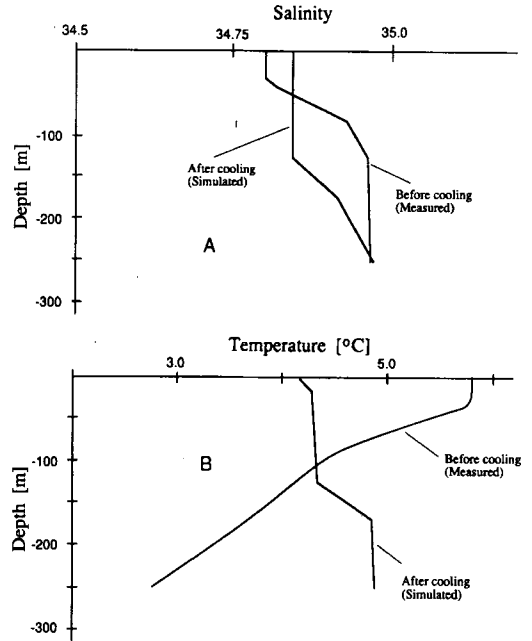 Salinity
34.5 34.75 35.0
Depth [m]
-100
-200
-300
After cooling
(Simulated)
Before cooling
(Measured)
A
Temperature [°C]
3.0 5.0
Depth [m]
-100
-200
-300
B
Before cooling
(Measured)
After cooling
(Simulated)